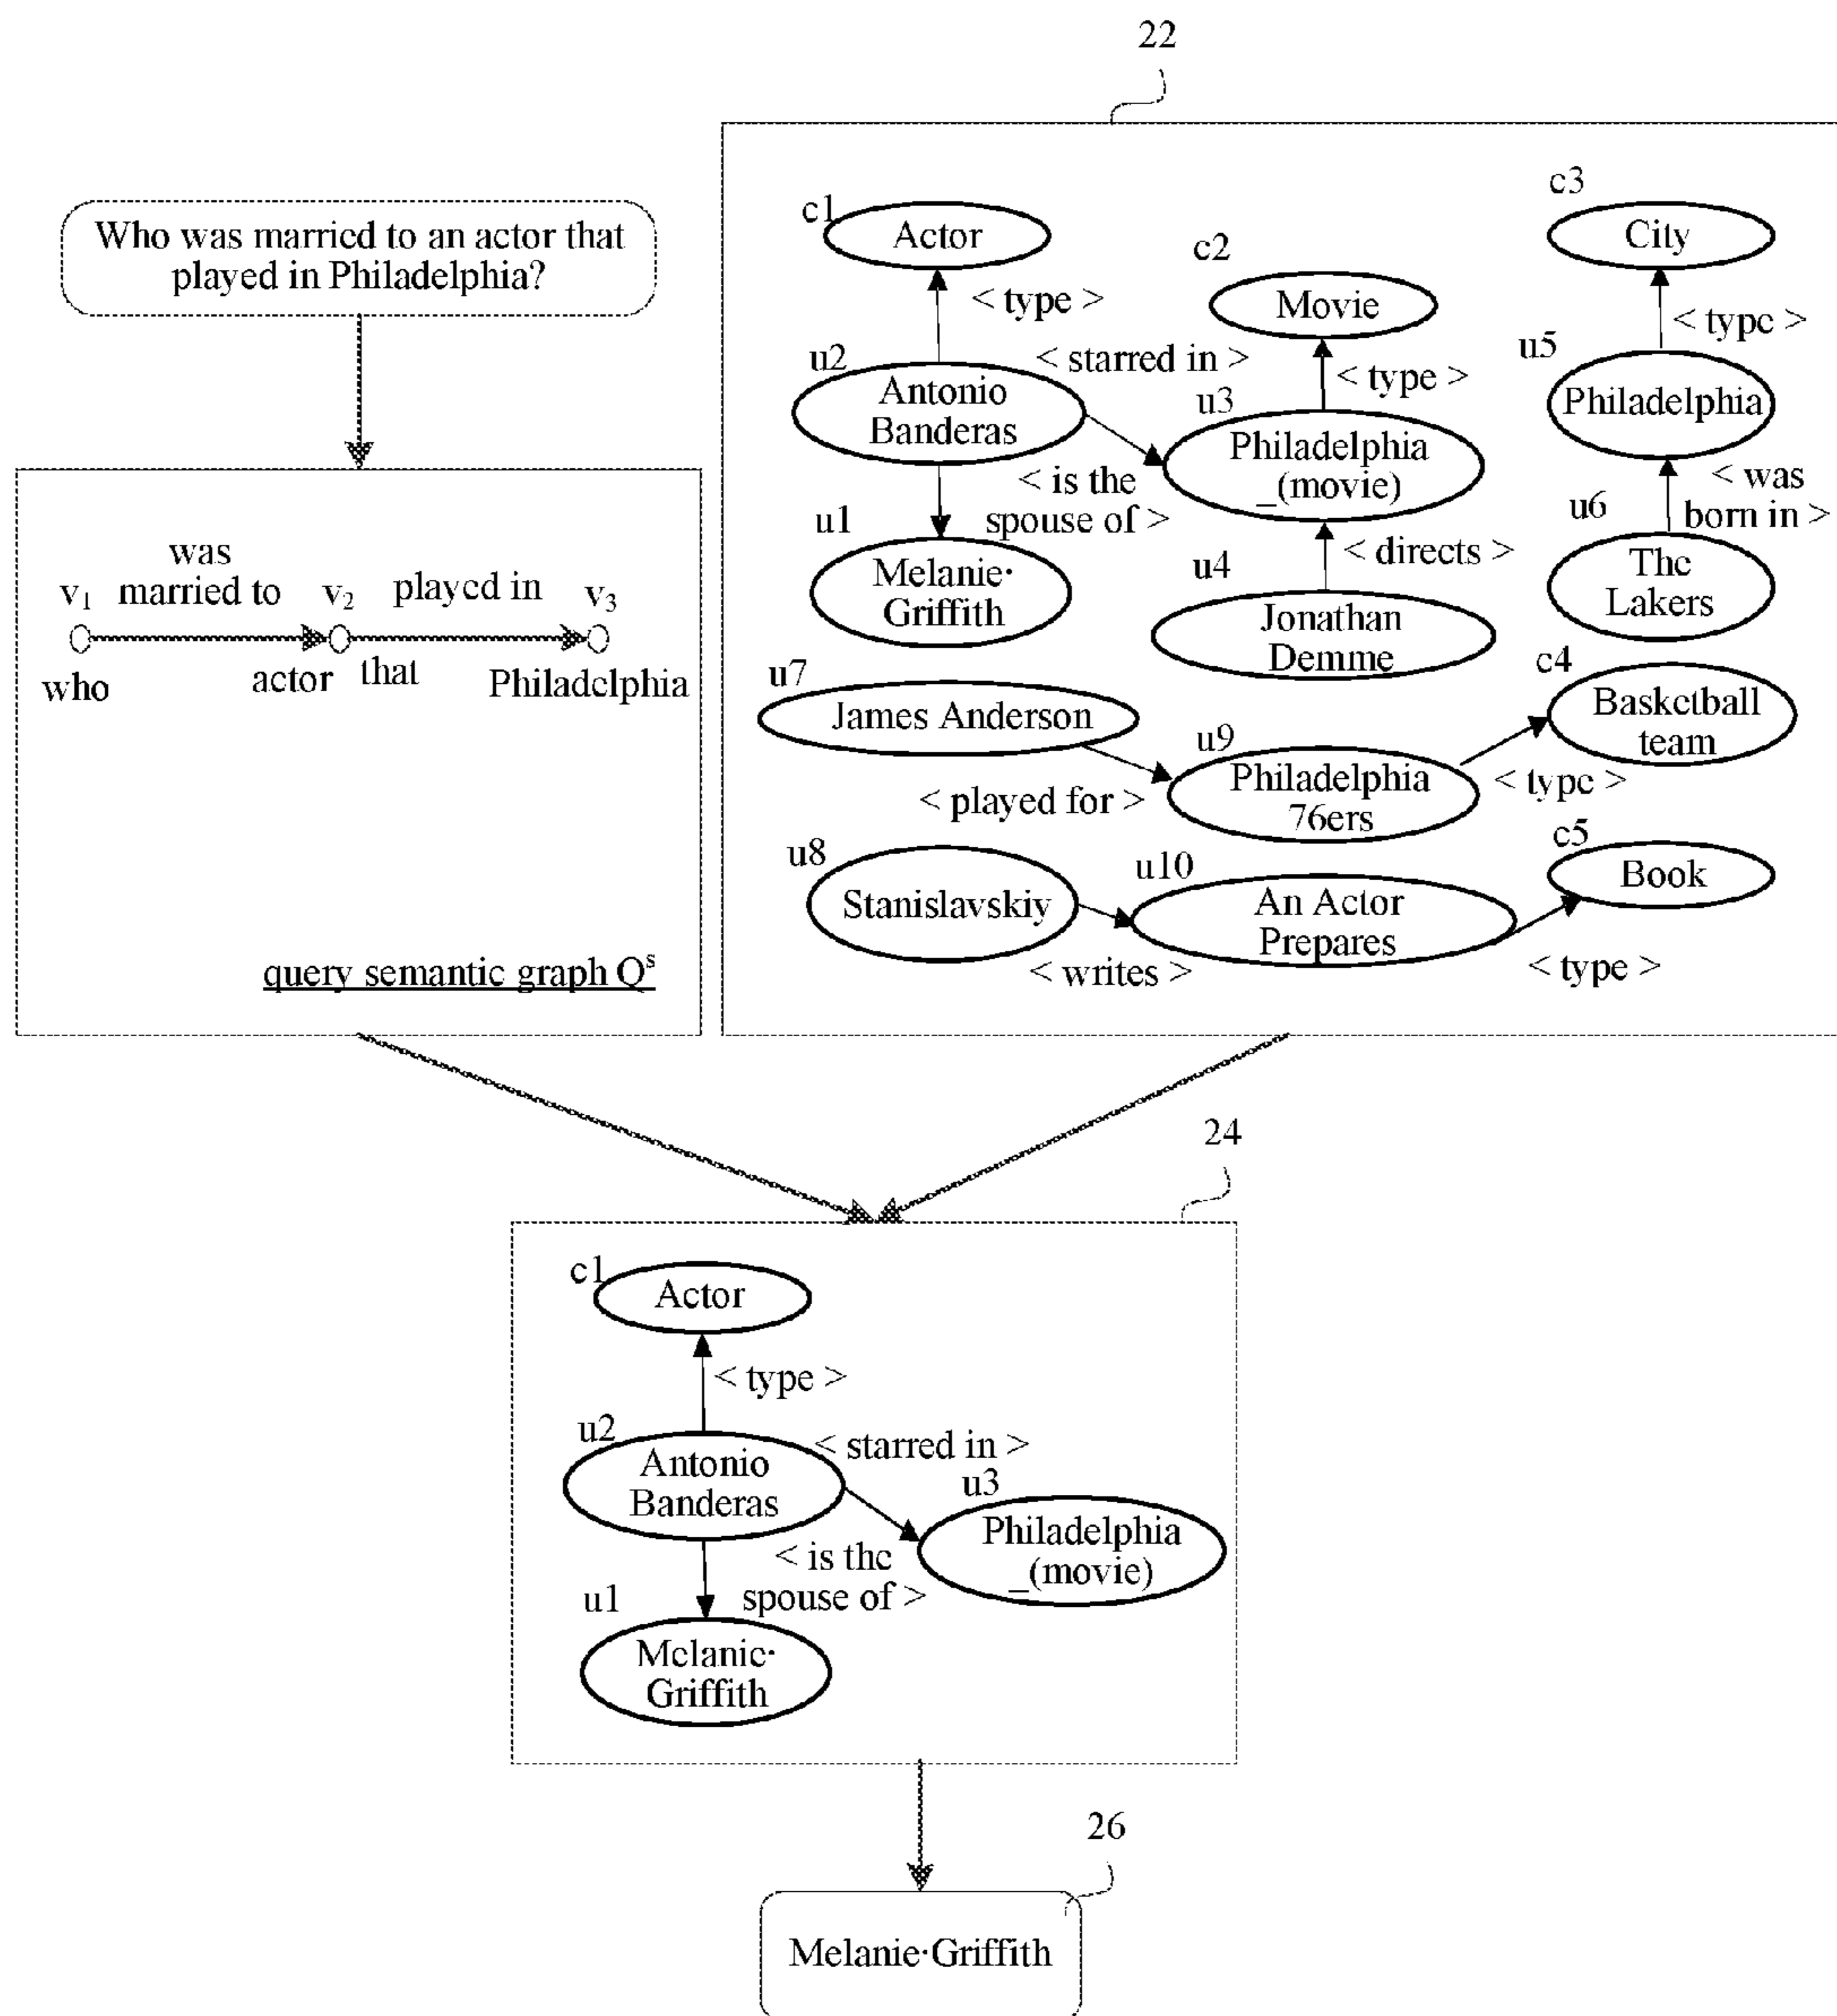 22
Who was married to an actor that
played in Philadelphia?
was
married to
played in
v1
v2
v3
who
actor
that
Philadelphia
query semantic graph Qs
c1
Actor
c2
Movie
c3
City
< type >
< type >
< type >
u2
Antonio
Banderas
< starred in >
u3
Philadelphia
_(movie)
u5
Philadelphia
< is the
spouse of >
< was
born in >
u1
Melanie·
Griffith
< directs >
u4
Jonathan
Demme
u6
The
Lakers
u7
James Anderson
c4
Basketball
team
< played for >
u9
Philadelphia
76ers
< type >
u8
Stanislavskiy
u10
An Actor
Prepares
c5
Book
< writes >
< type >
24
c1
Actor
< type >
u2
Antonio
Banderas
< starred in >
u3
Philadelphia
_(movie)
< is the
spouse of >
u1
Melanie·
Griffith
26
Melanie·Griffith